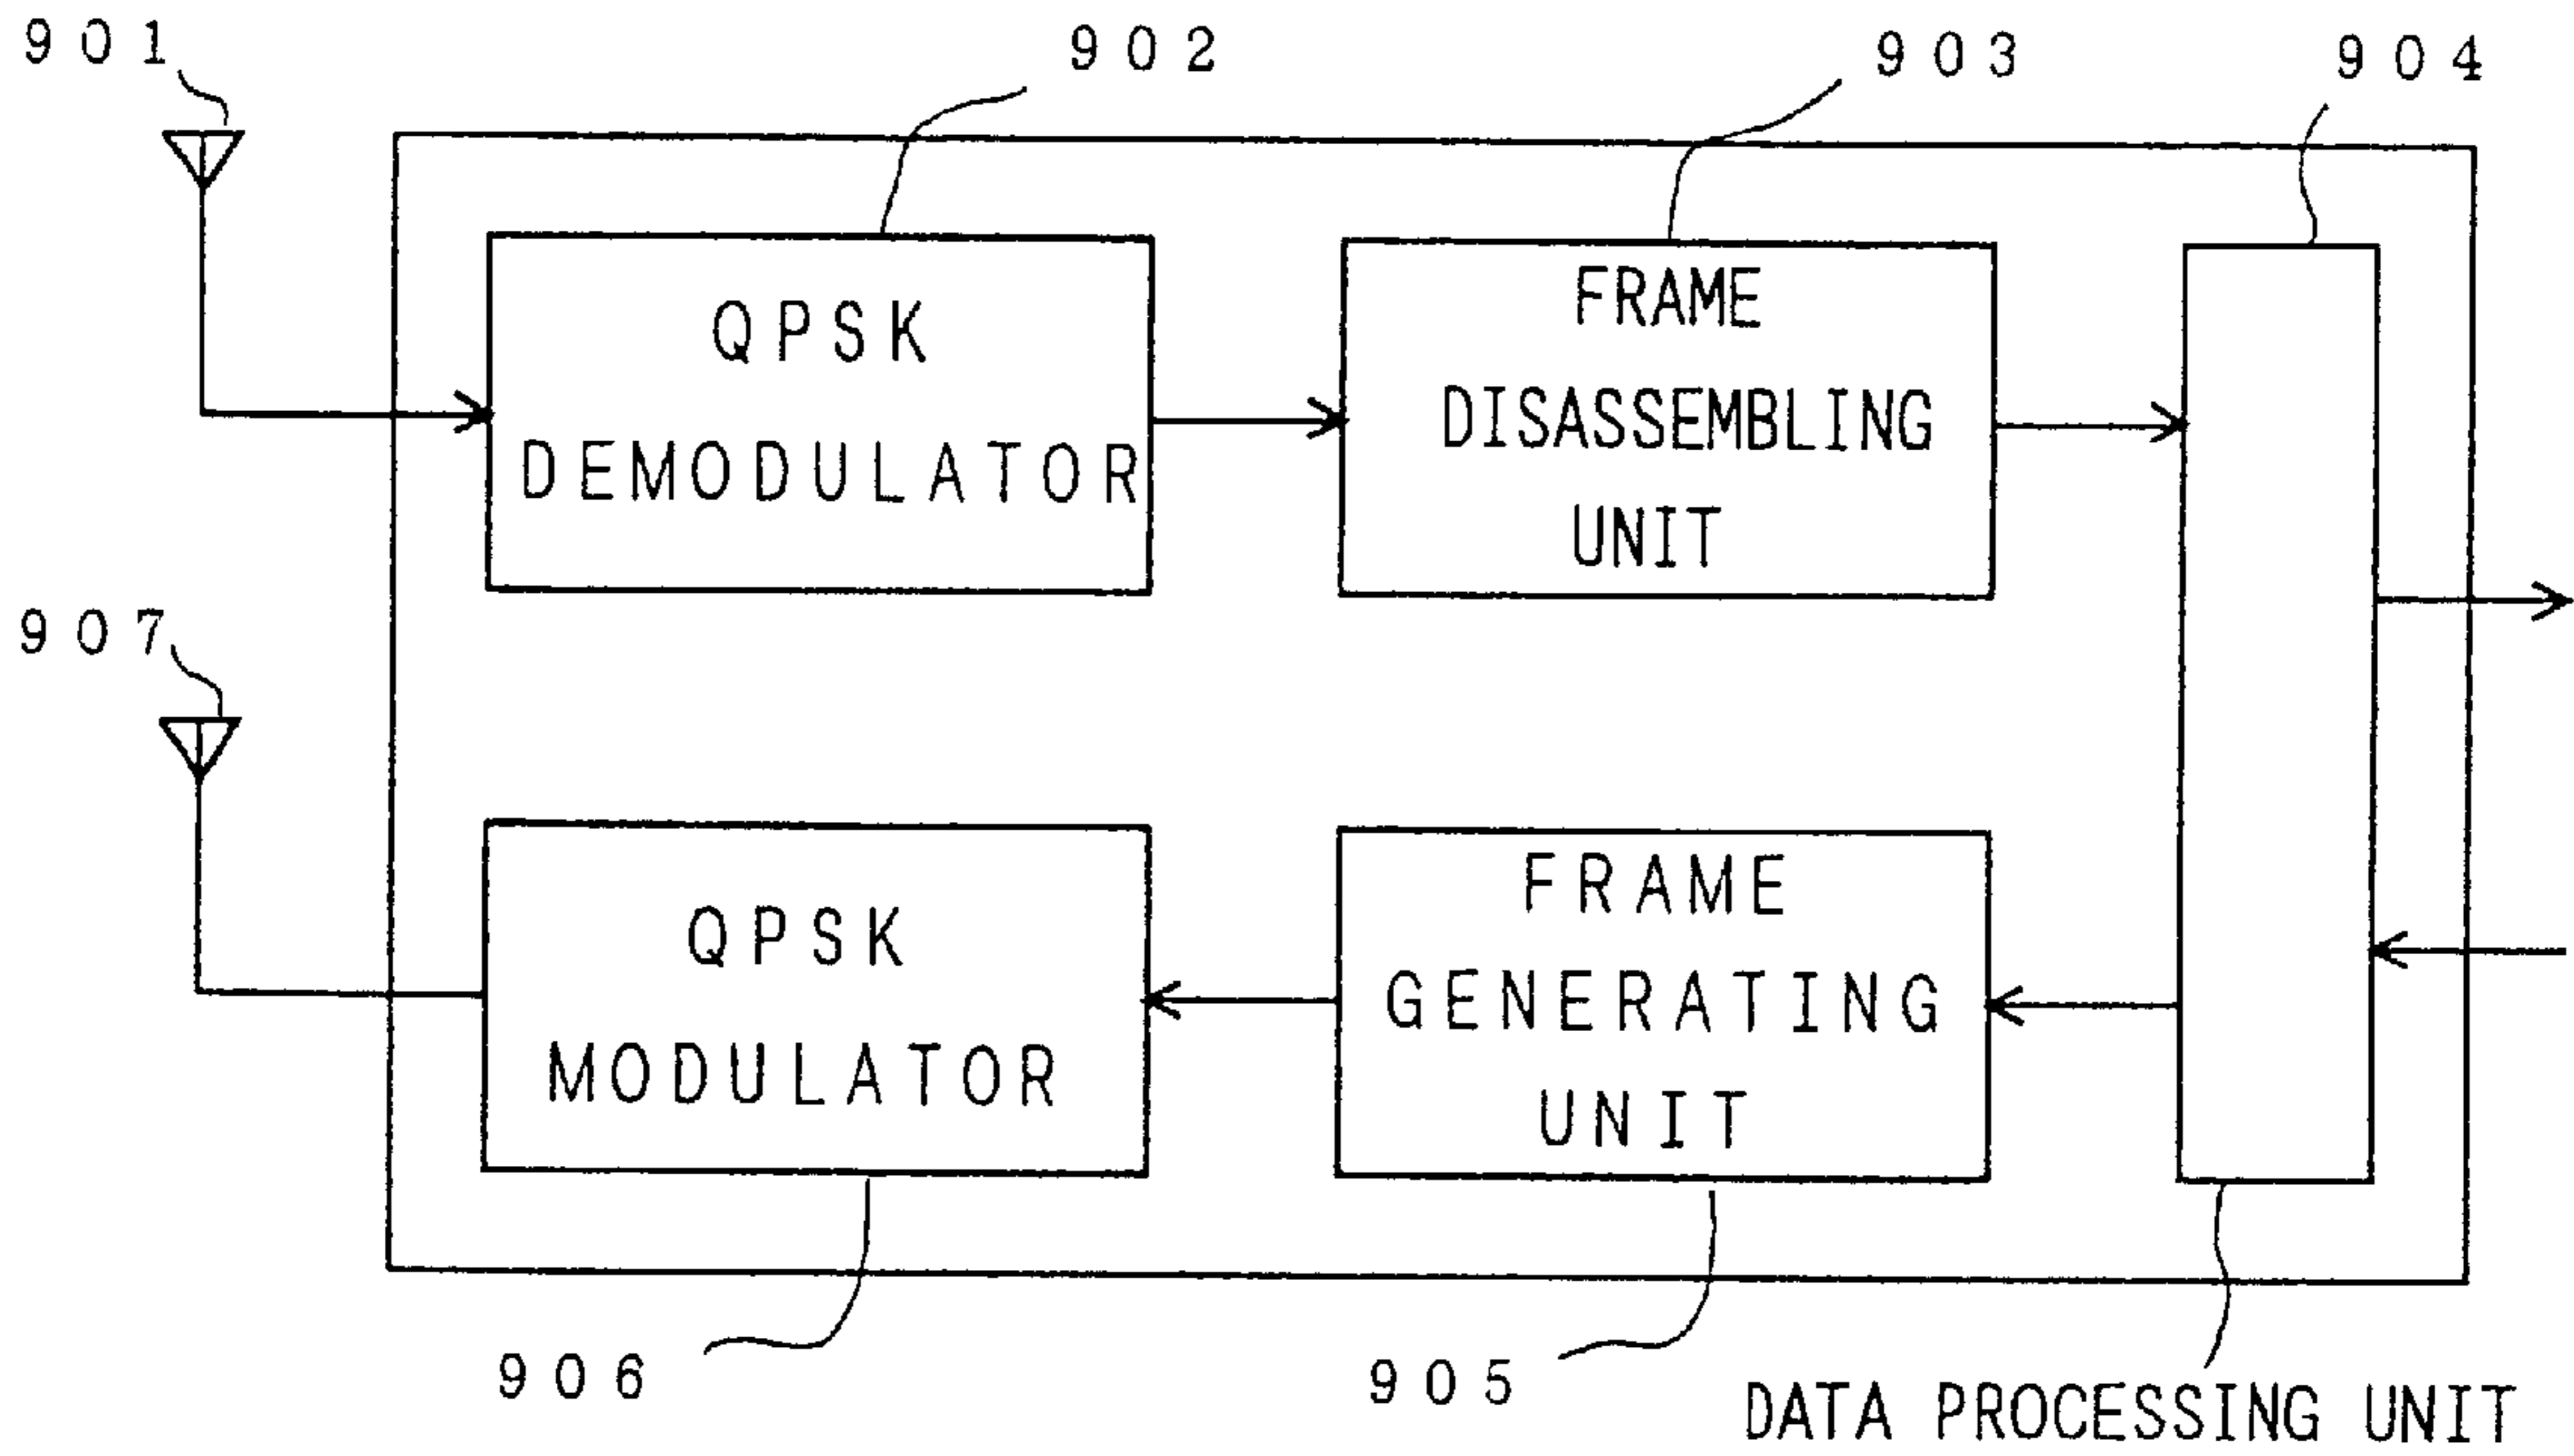 901
902
903
904
QPSK
DEMODULATOR
FRAME
DISASSEMBLING
UNIT
907
QPSK
MODULATOR
FRAME
GENERATING
UNIT
906
905
DATA PROCESSING UNIT